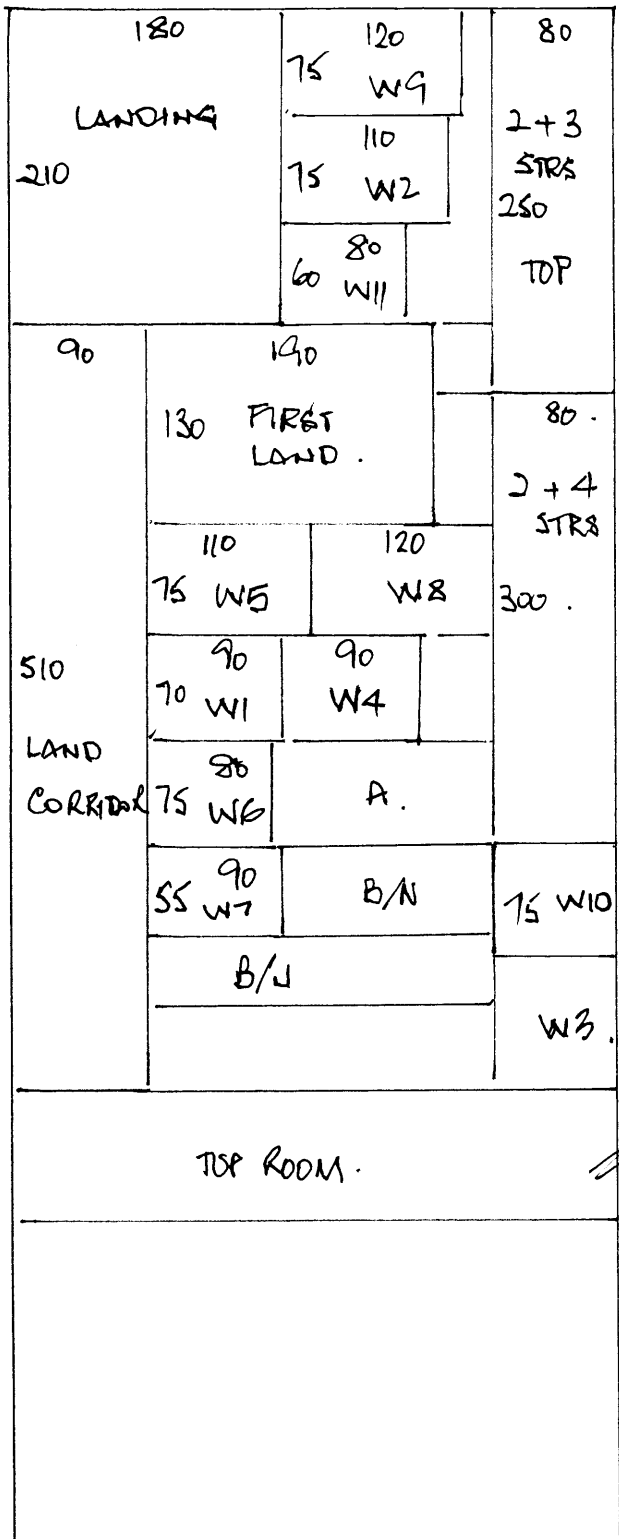 180
LANDING
210
120
75 W9
110
75 W2
80
60 W11
80
2 + 3
STRS
250
TOP
90
510
LAND
CORRIDOR
190
130 FIRST
LAND.
80.
2 + 4
STRS
300.
110
75 W5
120
W8
90
70 W1
90
W4
80
75 W6
A.
90
55 W7
B/N
75 W10
B/N
W3.
TOP ROOM.